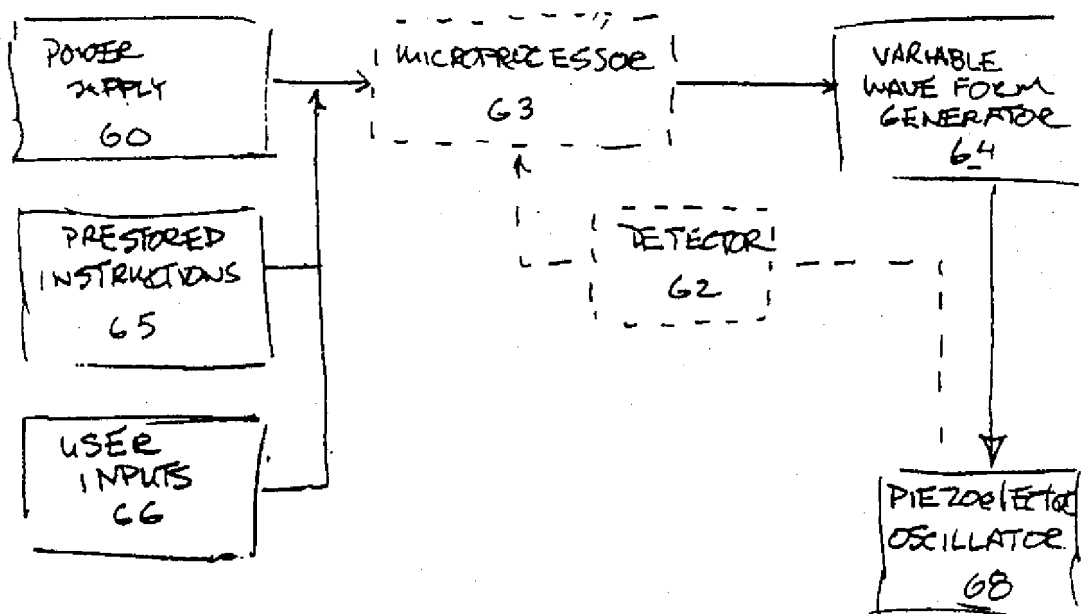 POWER
SUPPLY
60
MICROPROCESSOR
63
VARIABLE
WAVE FORM
GENERATOR
64
PRESTORED
INSTRUCTIONS
65
DETECTOR
62
USER
INPUTS
66
OSCILLATOR
68